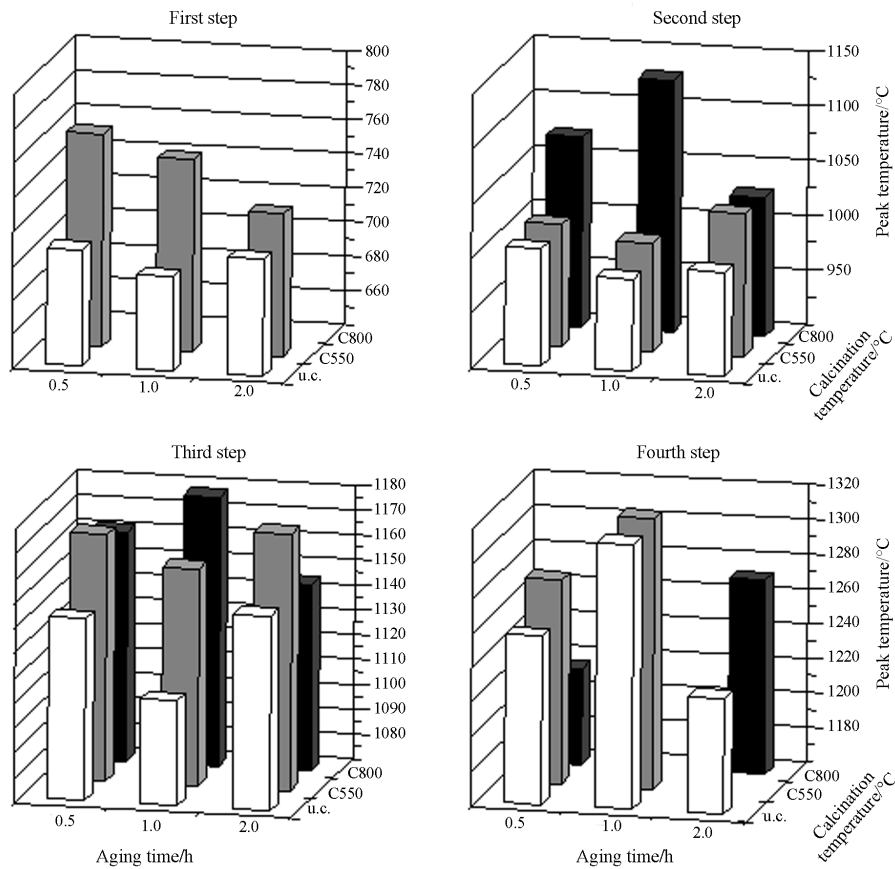 First step
800
780
760
740
720
700
680
660
C800
C550
u.c.
0.5
1.0
2.0
Second step
1150
1100
1050
1000
950
Peak temperature/°C
C800
C550
u.c.
Calcination
temperature/°C
0.5
1.0
2.0
Third step
1180
1170
1160
1150
1140
1130
1120
1110
1100
1090
1080
C800
C550
u.c.
0.5
1.0
2.0
Aging time/h
Fourth step
1320
1300
1280
1260
1240
1220
1200
1180
Peak temperature/°C
C800
C550
u.c.
Calcination
temperature/°C
0.5
1.0
2.0
Aging time/h